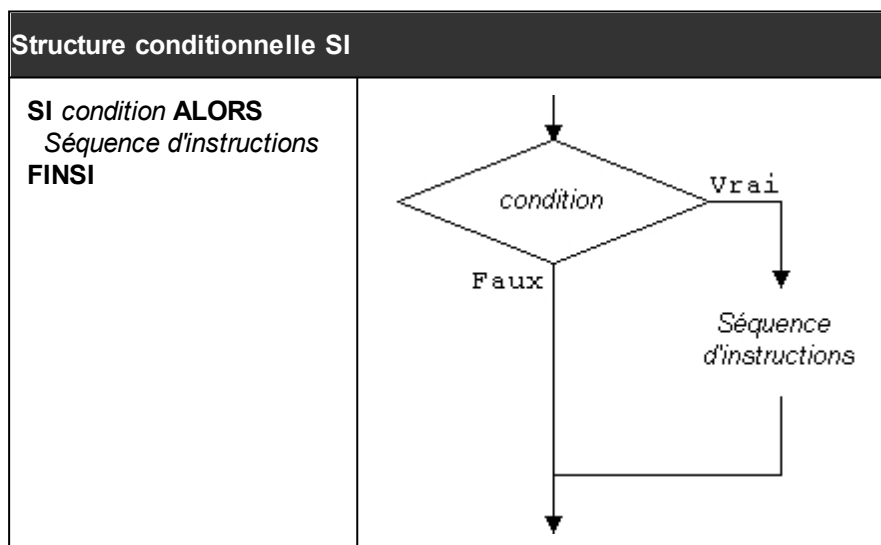 Structure conditionnelle SI
SI condition ALORS
Séquence d'instructions
FINSI
condition
Vrai
Faux
Séquence
d'instructions